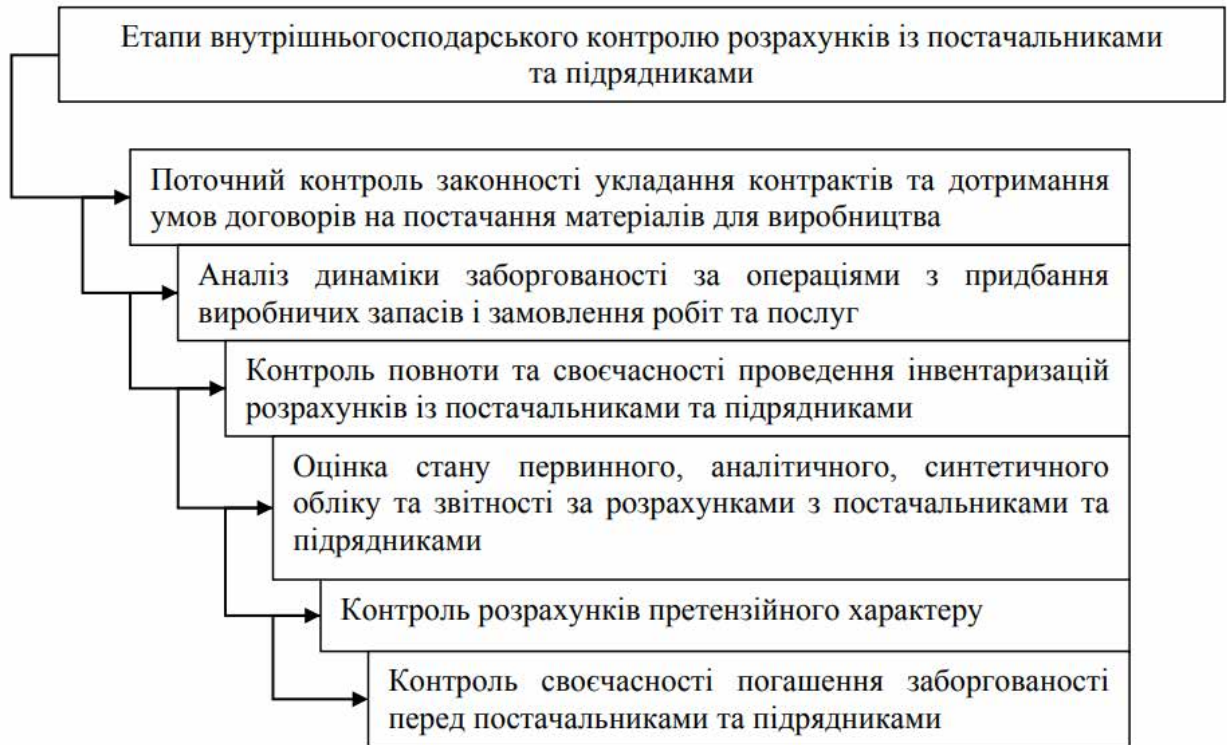 Етапи внутрішньогосподарського контролю розрахунків із постачальниками
та підрядниками
Поточний контроль законності укладання контрактів та дотримання
умов договорів на постачання матеріалів для виробництва
Аналіз динаміки заборгованості за операціями з придбання
виробничих запасів і замовлення робіт та послуг
Контроль повноти та своєчасності проведення інвентаризацій
розрахунків із постачальниками та підрядниками
Оцінка стану первинного, аналітичного, синтетичного
обліку та звітності за розрахунками з постачальниками та
підрядниками
Контроль розрахунків претензійного характеру
Контроль своєчасності погашення заборгованості
перед постачальниками та підрядниками